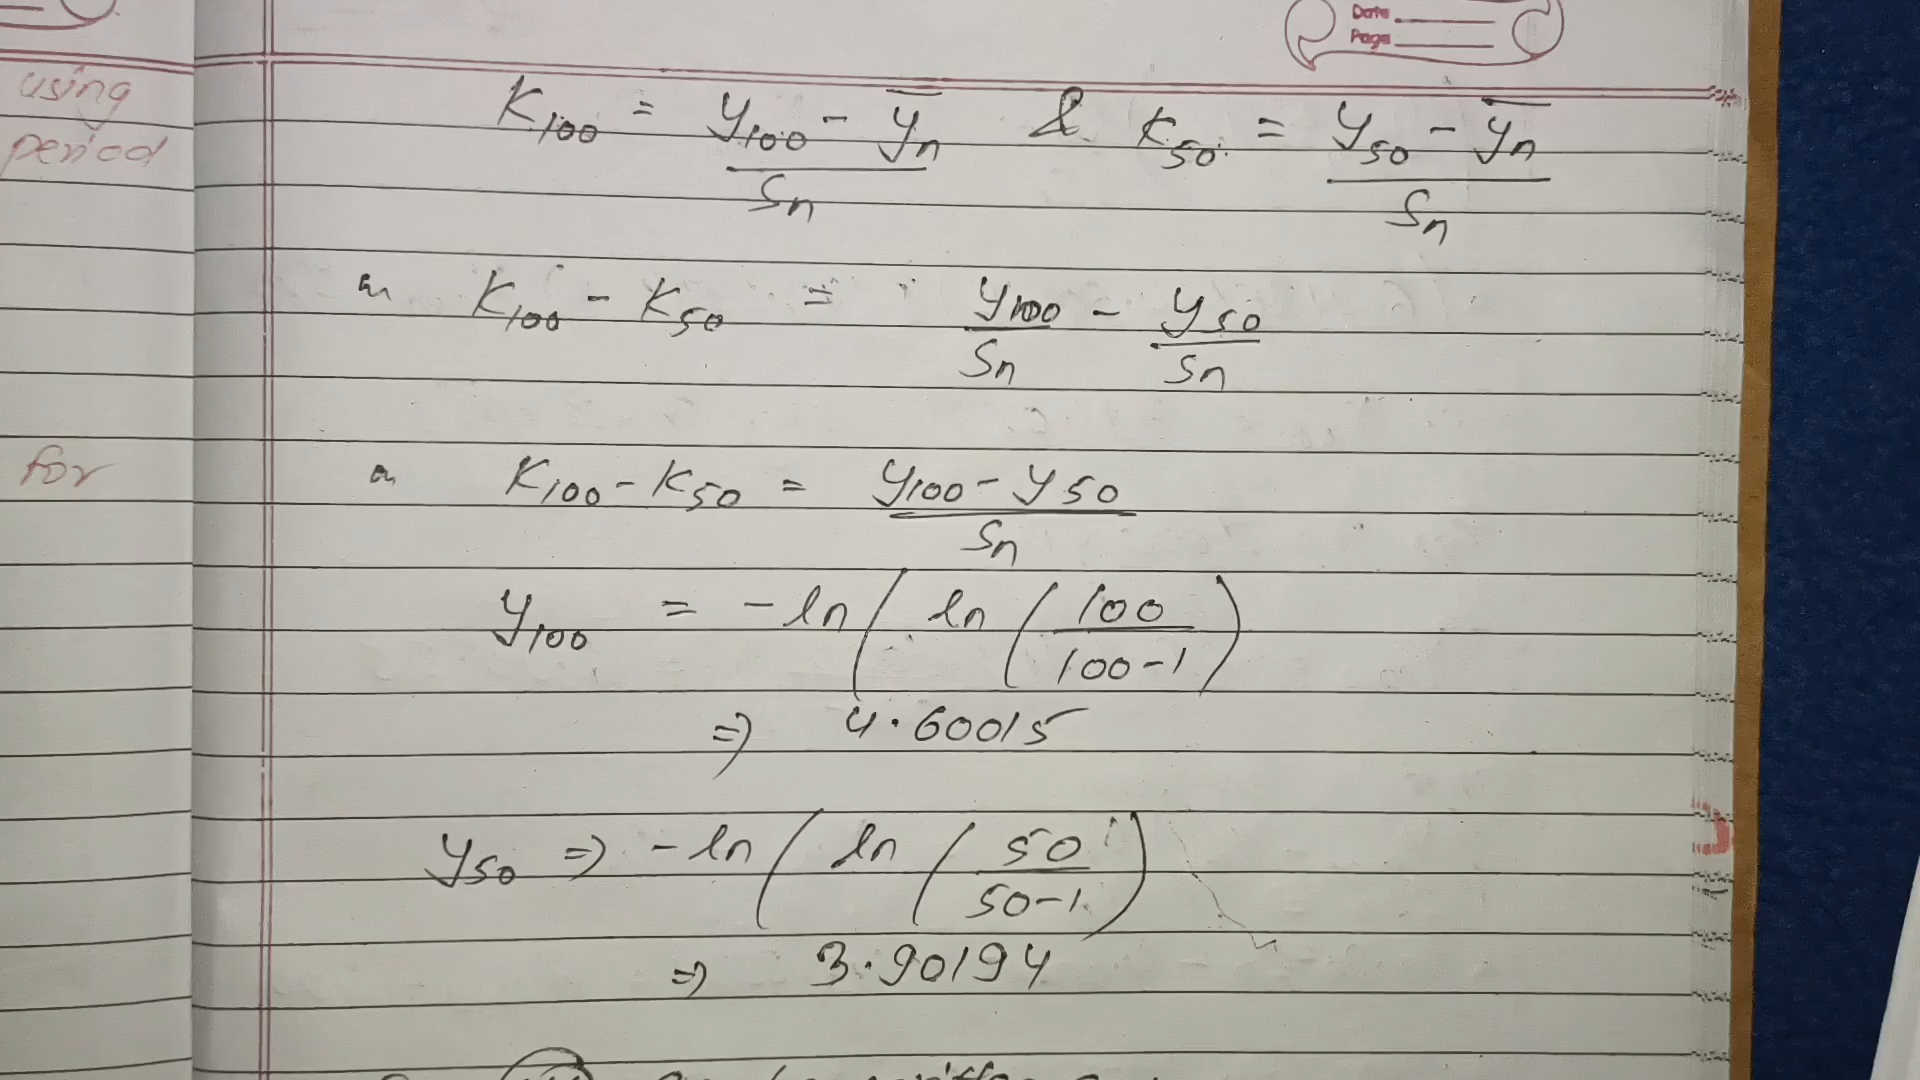 Date
Page
using
period
K100 = y100 - ȳn / Sn & K50 = y50 - ȳn / Sn
K100 - K50 = y100 / Sn - y50 / Sn
for
K100 - K50 = y100 - y50 / Sn
y100 = - ln ( ln ( 100 / 100-1 )
⇒ 4.60015
y50 ⇒ - ln ( ln ( 50 / 50-1 )
⇒ 3.90194